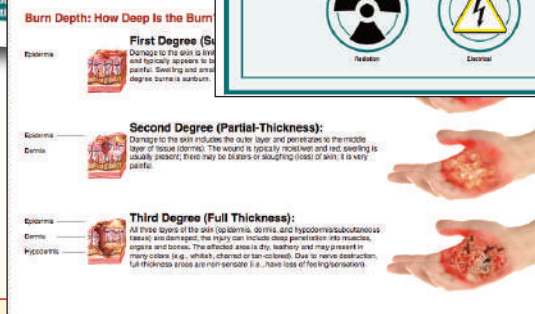 Burn Depth: How Deep Is the Burn?
Radiation
Electrical
First Degree (Su
Epidermis
Damage to the skin is limi
and typically appears to b
painful. Swelling and
degree burns is sunburn.
Second Degree (Partial-Thickness):
Epidermis
Dermis
Damage to the skin includes the outer layer and penetrates to the middle
layer of tissue (dermis). The wound is typically moist/wet and red; swelling is
usually present; there may be blisters or sloughing (loss) of skin; it is very
painful.
Third Degree (Full Thickness):
Epidermis
Dermis
Hypodermis
All three layers of the skin (epidermis, dermis, and hypodermis/subcutaneous
tissue) are damaged; the injury can include deep penetration into muscles,
organs and bones. The affected area is dry, leathery and may present in
many colors (e.g., whitish, charred or tan-colored). Due to nerve destruction,
full-thickness areas are non-sensate (i.e., have loss of feeling/sensation).